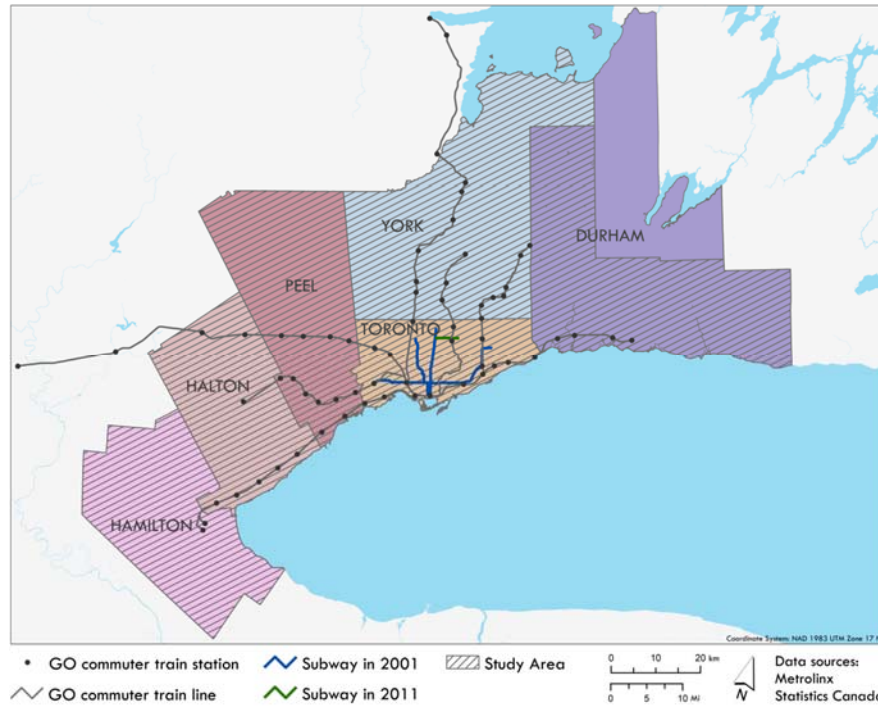 YORK
DURHAM
PEEL
TORONTO
HALTON
HAMILTON
Coordinate System: NAD 1983 UTM Zone 17
GO commuter train station
Subway in 2001
Study Area
0 10 20 km
Data sources:
GO commuter train line
Subway in 2011
0 5 10 Mi
N
Metrolinx
Statistics Canada